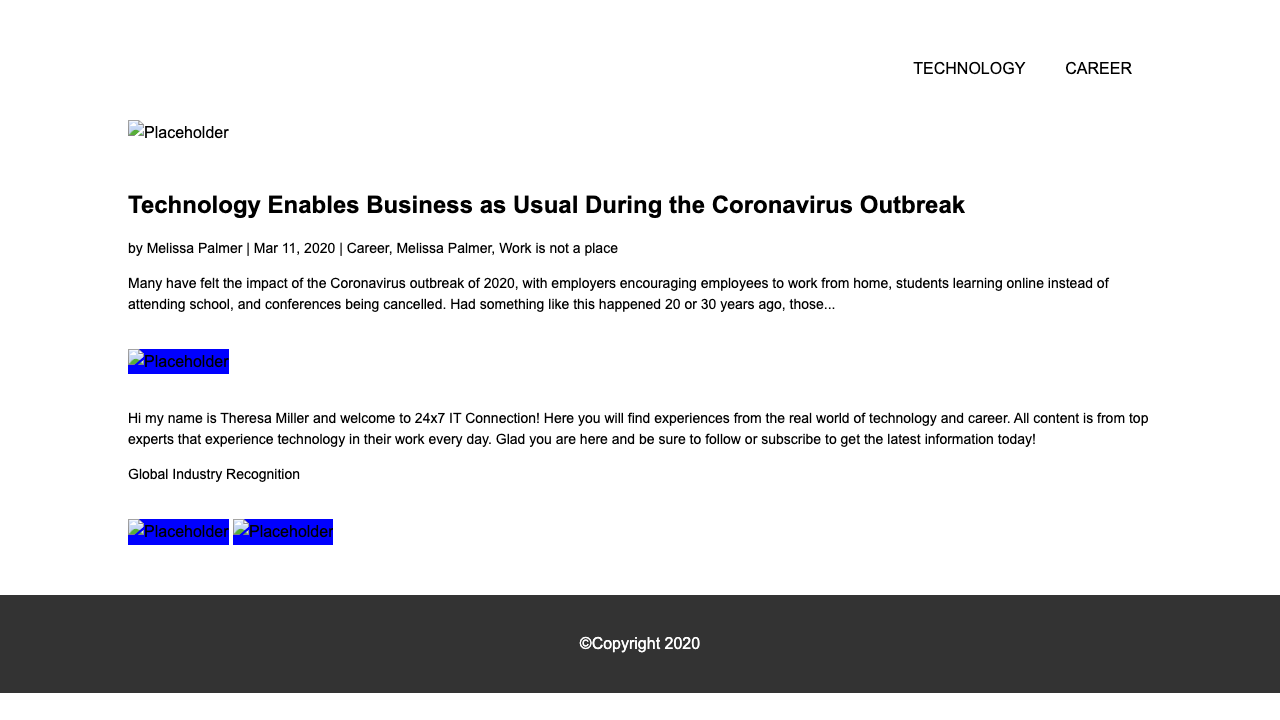 TECHNOLOGY CAREER
Placeholder
Technology Enables Business as Usual During the Coronavirus Outbreak
by Melissa Palmer | Mar 11, 2020 | Career, Melissa Palmer, Work is not a place
Many have felt the impact of the Coronavirus outbreak of 2020, with employers encouraging employees to work from home, students learning online instead of
attending school, and conferences being cancelled. Had something like this happened 20 or 30 years ago, those...
Placeholder
Hi my name is Theresa Miller and welcome to 24x7 IT Connection! Here you will find experiences from the real world of technology and career. All content is from top
experts that experience technology in their work every day. Glad you are here and be sure to follow or subscribe to get the latest information today!
Global Industry Recognition
Placeholder Placeholder
©Copyright 2020